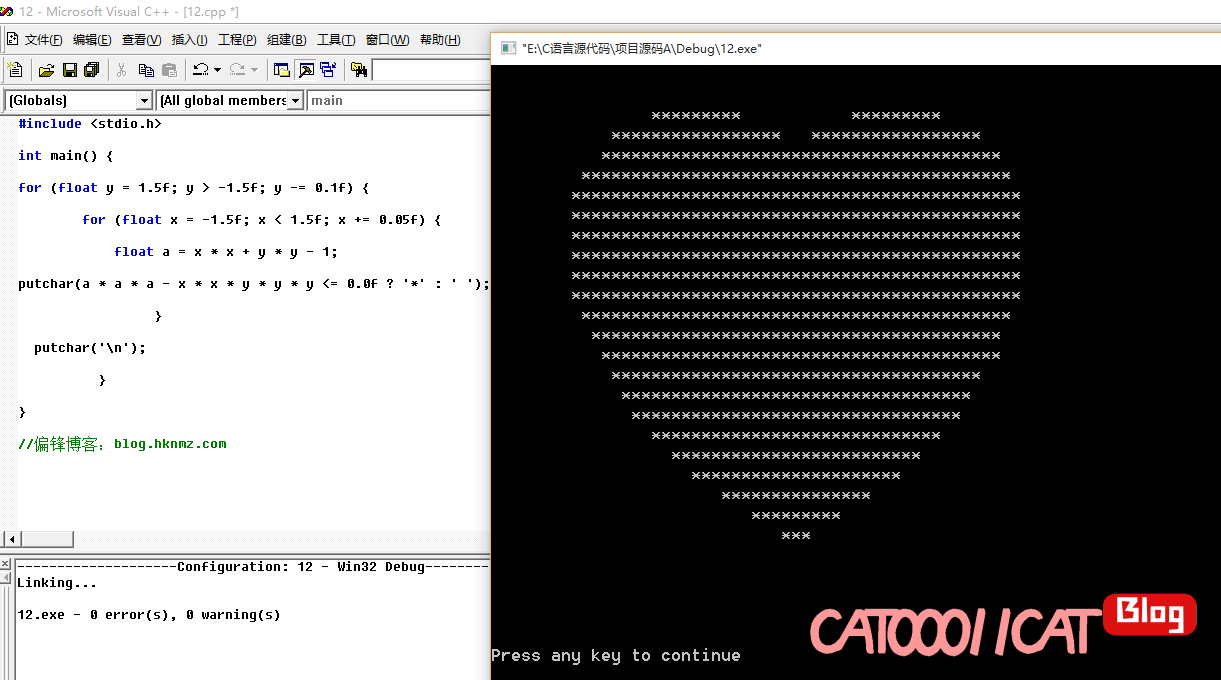 12 - Microsoft Visual C++ - [12.cpp *]
文件(F) 编辑(E) 查看(V) 插入(I) 工程(P) 组建(B) 工具(T) 窗口(W) 帮助(H)
(Globals) (All global members main
#include <stdio.h>
int main() {
for (float y = 1.5f; y > -1.5f; y -= 0.1f) {
for (float x = -1.5f; x < 1.5f; x += 0.05f) {
float a = x * x + y * y - 1;
putchar(a * a * a - x * x * y * y * y <= 0.0f ? '*' : ' ');
}
putchar('\n');
}
}
//偏锋博客：blog.hknmz.com
--------------------Configuration: 12 - Win32 Debug--------
Linking...
12.exe - 0 error(s), 0 warning(s)
"E:\C语言源代码\项目源码A\Debug\12.exe"
*********           *********
*****************   *****************
****************************************
*******************************************
*********************************************
*********************************************
*********************************************
*********************************************
*********************************************
*********************************************
*******************************************
*****************************************
****************************************
*************************************
***********************************
*********************************
*****************************
*************************
*********************
***************
*********
***
Press any key to continue
CATOOO//CAT Blog